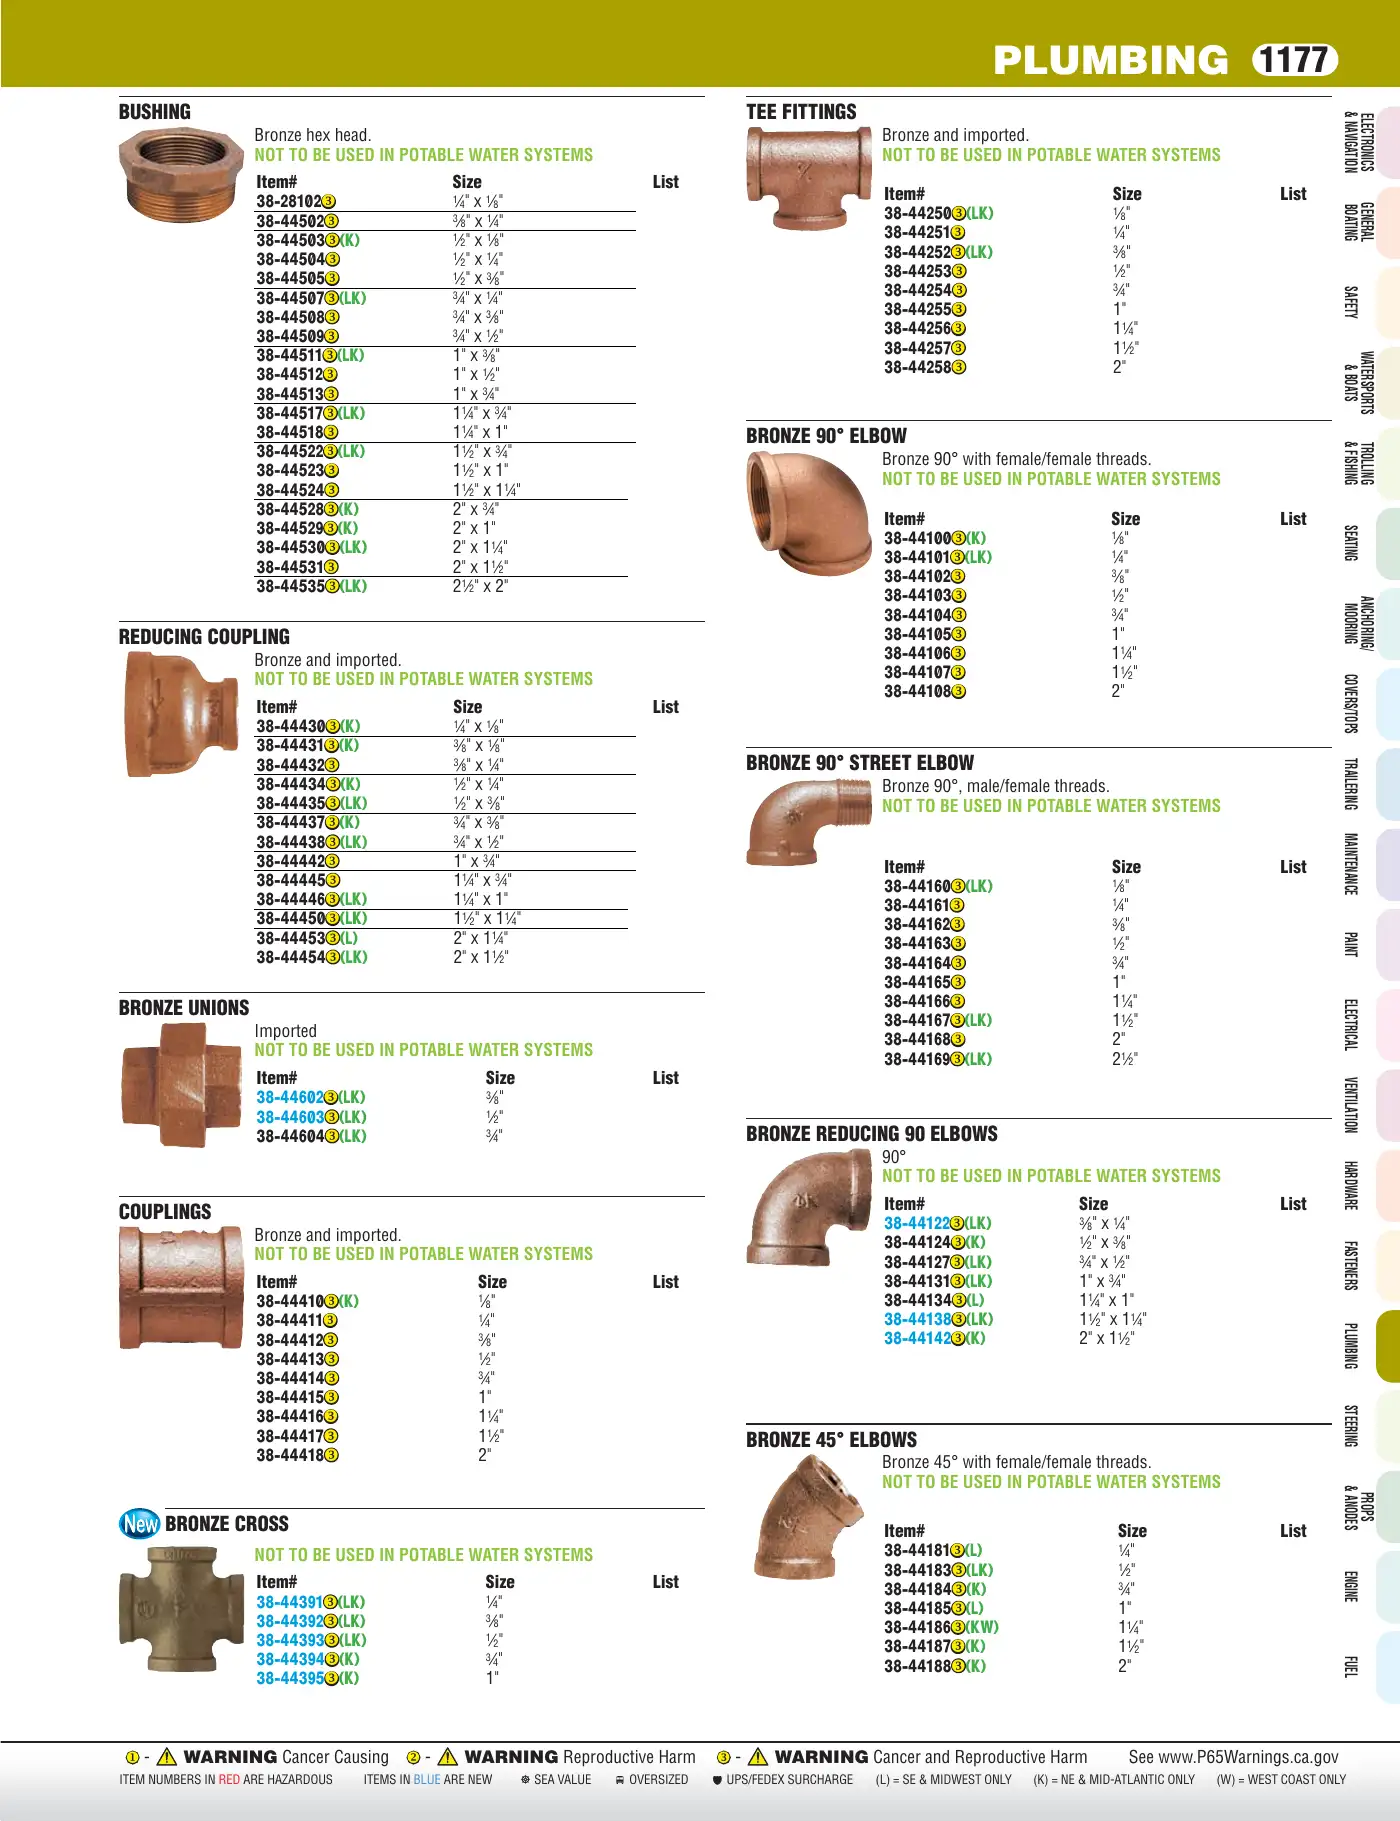 PLUMBING 1177
BUSHING
Bronze hex head.
NOT TO BE USED IN POTABLE WATER SYSTEMS
Item# Size List
38-28102③ ¼" x ⅛"
38-44502③ ⅜" x ¼"
38-44503③(K) ½" x ⅛"
38-44504③ ½" x ¼"
38-44505③ ½" x ⅜"
38-44507③(LK) ¾" x ¼"
38-44508③ ¾" x ⅜"
38-44509③ ¾" x ½"
38-44511③(LK) 1" x ⅜"
38-44512③ 1" x ½"
38-44513③ 1" x ¾"
38-44517③(LK) 1¼" x ¾"
38-44518③ 1¼" x 1"
38-44522③(LK) 1½" x ¾"
38-44523③ 1½" x 1"
38-44524③ 1½" x 1¼"
38-44528③(K) 2" x ¾"
38-44529③(K) 2" x 1"
38-44530③(LK) 2" x 1¼"
38-44531③ 2" x 1½"
38-44535③(LK) 2½" x 2"
REDUCING COUPLING
Bronze and imported.
NOT TO BE USED IN POTABLE WATER SYSTEMS
Item# Size List
38-44430③(K) ¼" x ⅛"
38-44431③(K) ⅜" x ⅛"
38-44432③ ⅜" x ¼"
38-44434③(K) ½" x ¼"
38-44435③(LK) ½" x ⅜"
38-44437③(K) ¾" x ⅜"
38-44438③(LK) ¾" x ½"
38-44442③ 1" x ¾"
38-44445③ 1¼" x ¾"
38-44446③(LK) 1¼" x 1"
38-44450③(LK) 1½" x 1¼"
38-44453③(L) 2" x 1¼"
38-44454③(LK) 2" x 1½"
BRONZE UNIONS
Imported
NOT TO BE USED IN POTABLE WATER SYSTEMS
Item# Size List
38-44602③(LK) ⅜"
38-44603③(LK) ½"
38-44604③(LK) ¾"
COUPLINGS
Bronze and imported.
NOT TO BE USED IN POTABLE WATER SYSTEMS
Item# Size List
38-44410③(K) ⅛"
38-44411③ ¼"
38-44412③ ⅜"
38-44413③ ½"
38-44414③ ¾"
38-44415③ 1"
38-44416③ 1¼"
38-44417③ 1½"
38-44418③ 2"
New BRONZE CROSS
NOT TO BE USED IN POTABLE WATER SYSTEMS
Item# Size List
38-44391③(LK) ¼"
38-44392③(LK) ⅜"
38-44393③(LK) ½"
38-44394③(K) ¾"
38-44395③(K) 1"
TEE FITTINGS
Bronze and imported.
NOT TO BE USED IN POTABLE WATER SYSTEMS
Item# Size List
38-44250③(LK) ⅛"
38-44251③ ¼"
38-44252③(LK) ⅜"
38-44253③ ½"
38-44254③ ¾"
38-44255③ 1"
38-44256③ 1¼"
38-44257③ 1½"
38-44258③ 2"
BRONZE 90° ELBOW
Bronze 90° with female/female threads.
NOT TO BE USED IN POTABLE WATER SYSTEMS
Item# Size List
38-44100③(K) ⅛"
38-44101③(LK) ¼"
38-44102③ ⅜"
38-44103③ ½"
38-44104③ ¾"
38-44105③ 1"
38-44106③ 1¼"
38-44107③ 1½"
38-44108③ 2"
BRONZE 90° STREET ELBOW
Bronze 90°, male/female threads.
NOT TO BE USED IN POTABLE WATER SYSTEMS
Item# Size List
38-44160③(LK) ⅛"
38-44161③ ¼"
38-44162③ ⅜"
38-44163③ ½"
38-44164③ ¾"
38-44165③ 1"
38-44166③ 1¼"
38-44167③(LK) 1½"
38-44168③ 2"
38-44169③(LK) 2½"
BRONZE REDUCING 90 ELBOWS
90°
NOT TO BE USED IN POTABLE WATER SYSTEMS
Item# Size List
38-44122③(LK) ⅜" x ¼"
38-44124③(K) ½" x ⅜"
38-44127③(LK) ¾" x ½"
38-44131③(LK) 1" x ¾"
38-44134③(L) 1¼" x 1"
38-44138③(LK) 1½" x 1¼"
38-44142③(K) 2" x 1½"
BRONZE 45° ELBOWS
Bronze 45° with female/female threads.
NOT TO BE USED IN POTABLE WATER SYSTEMS
Item# Size List
38-44181③(L) ¼"
38-44183③(LK) ½"
38-44184③(K) ¾"
38-44185③(L) 1"
38-44186③(KW) 1¼"
38-44187③(K) 1½"
38-44188③(K) 2"
ELECTRONICS
& NAVIGATION
GENERAL
BOATING
SAFETY
WATERSPORTS
& BOATS
TROLLING
& FISHING
SEATING
ANCHORING/
MOORING
COVERS/TOPS
TRAILERING
MAINTENANCE
PAINT
ELECTRICAL
VENTILATION
HARDWARE
FASTENERS
PLUMBING
STEERING
PROPS
& ANODES
ENGINE
FUEL
① - ⚠ WARNING Cancer Causing ② - ⚠ WARNING Reproductive Harm ③ - ⚠ WARNING Cancer and Reproductive Harm See www.P65Warnings.ca.gov
ITEM NUMBERS IN RED ARE HAZARDOUS ITEMS IN BLUE ARE NEW SEA VALUE OVERSIZED UPS/FEDEX SURCHARGE (L) = SE & MIDWEST ONLY (K) = NE & MID-ATLANTIC ONLY (W) = WEST COAST ONLY